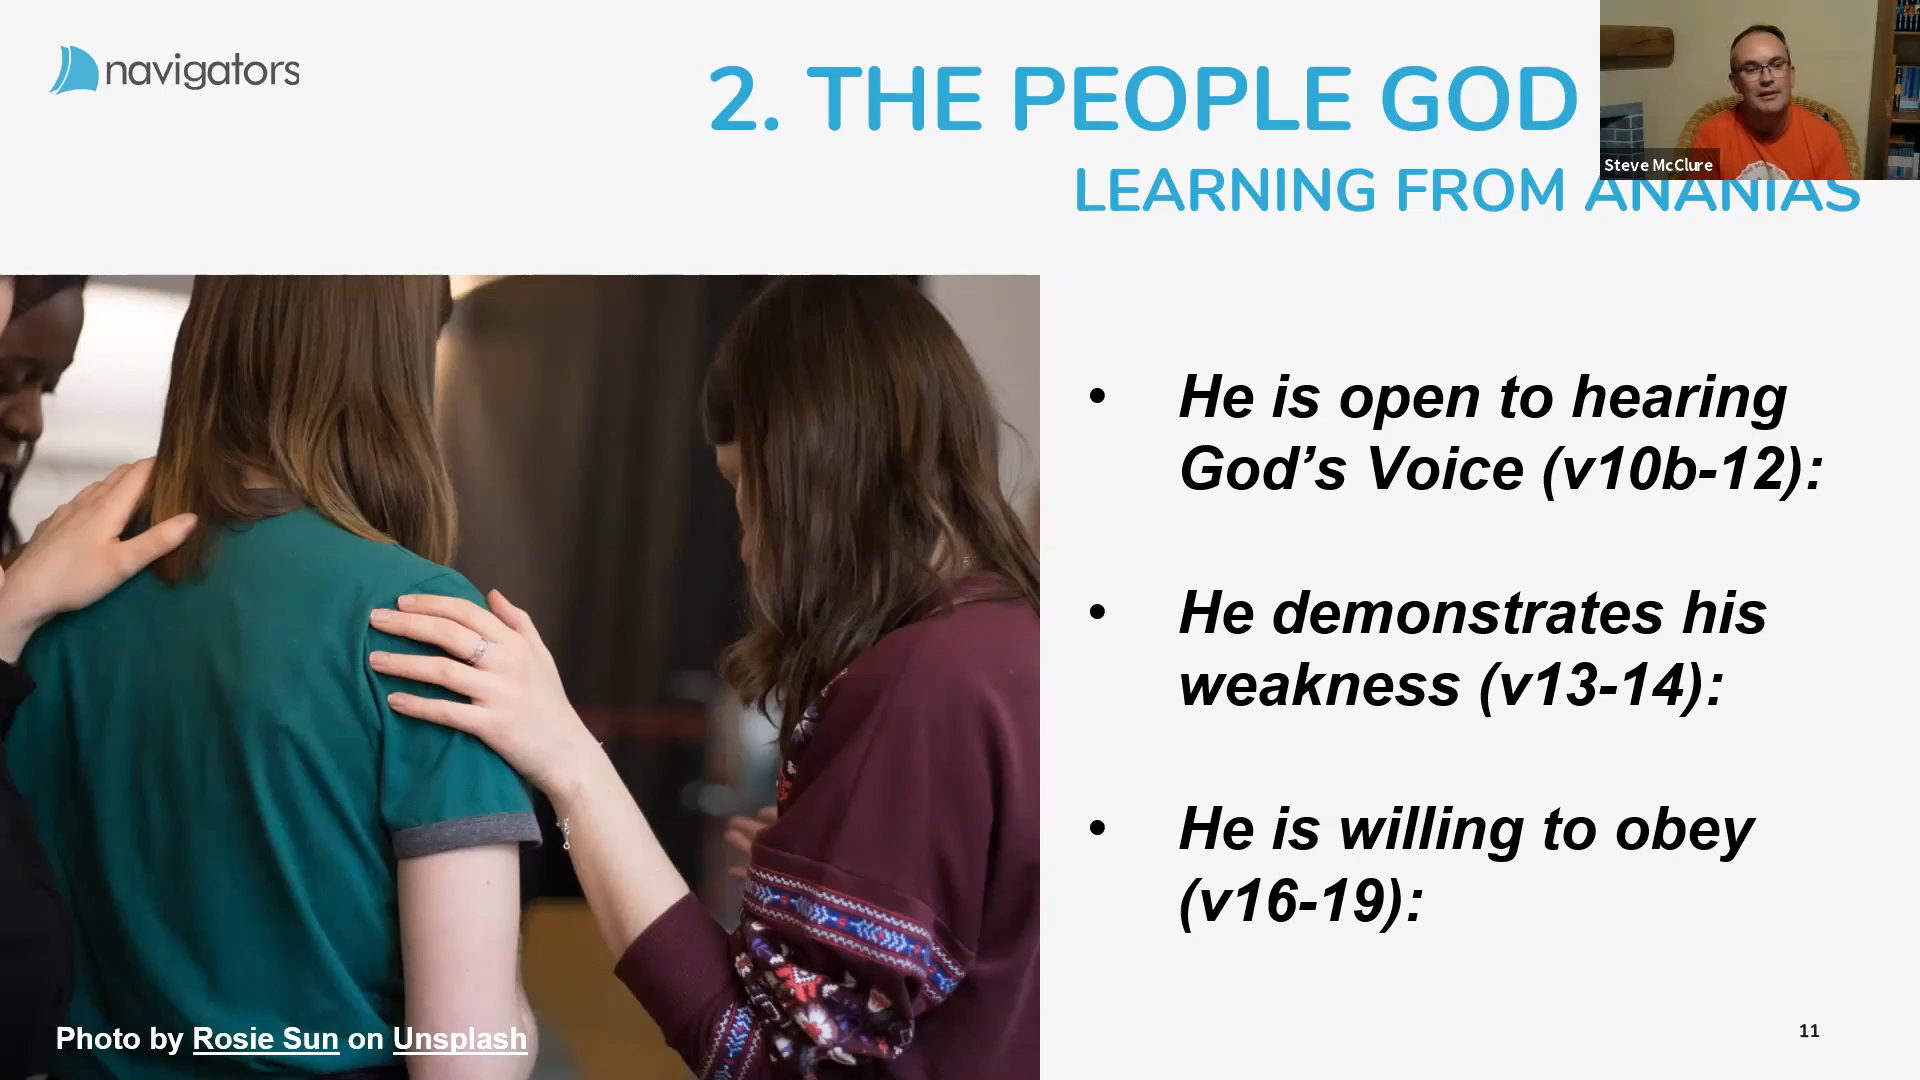 navigators
2. THE PEOPLE GOD
Steve McClure
LEARNING FROM ANANIAS
• He is open to hearing
God’s Voice (v10b-12):
• He demonstrates his
weakness (v13-14):
• He is willing to obey
(v16-19):
Photo by Rosie Sun on Unsplash
11